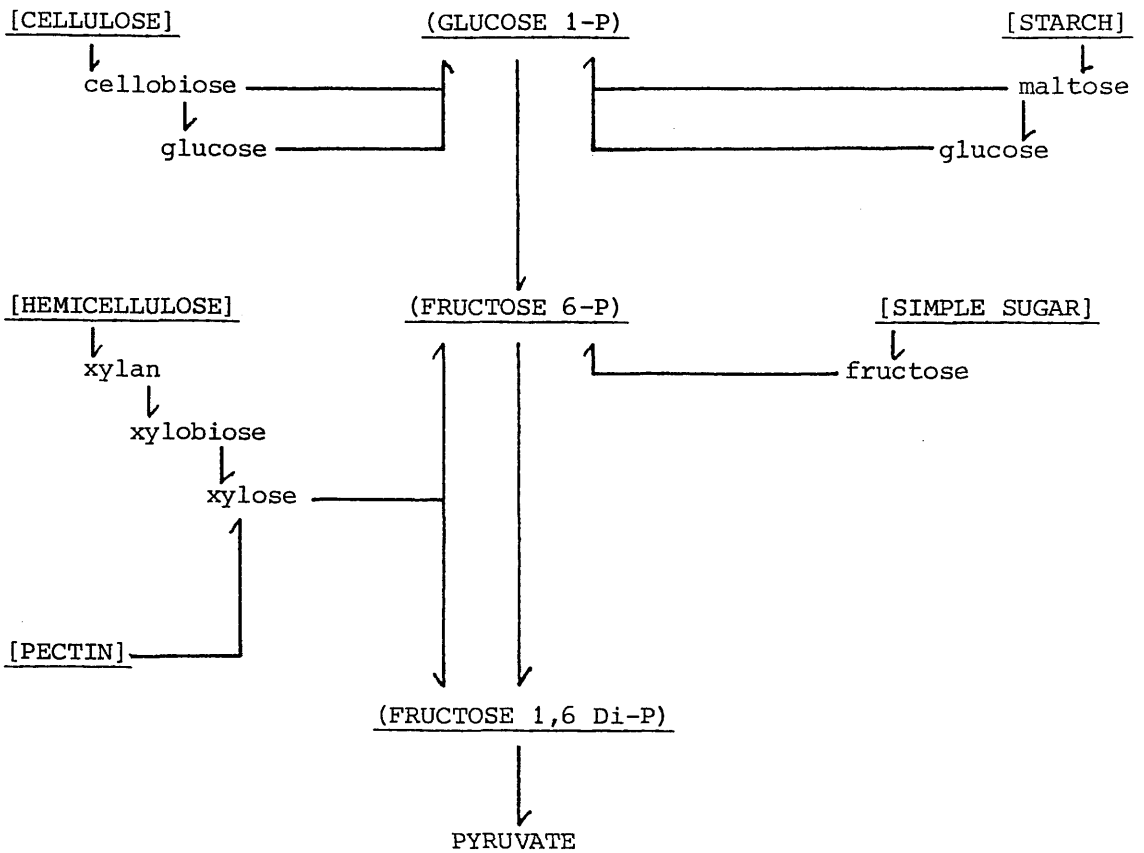 [CELLULOSE] (GLUCOSE 1-P) [STARCH]
cellobiose maltose
glucose glucose
[HEMICELLULOSE] (FRUCTOSE 6-P) [SIMPLE SUGAR]
xylan fructose
xylobiose
xylose
[PECTIN]
(FRUCTOSE 1,6 Di-P)
PYRUVATE